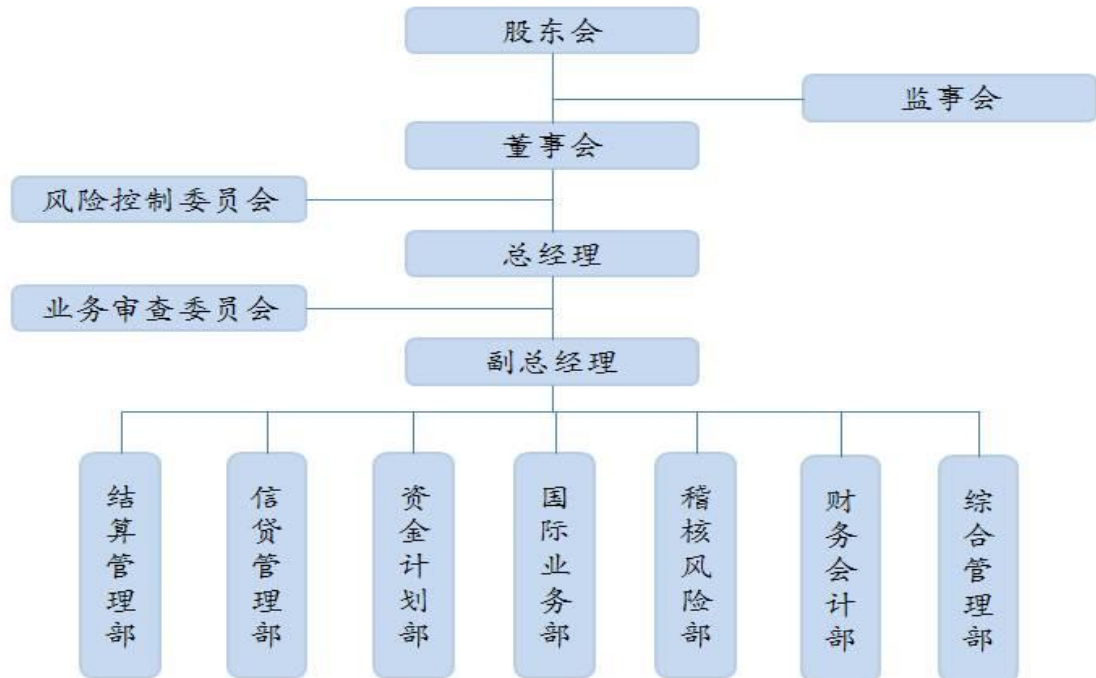 股东会
监事会
董事会
风险控制委员会
总经理
业务审查委员会
副总经理
结算管理部
信贷管理部
资金计划部
国际业务部
稽核风险部
财务会计部
综合管理部